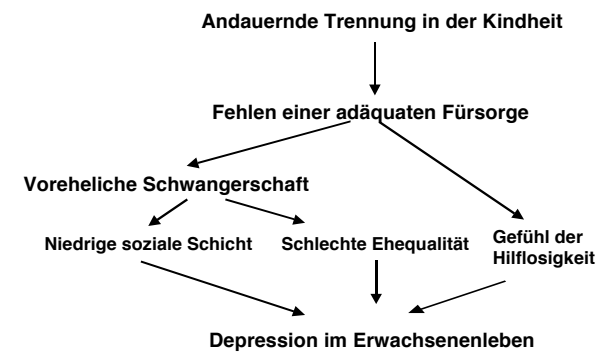 Andauernde Trennung in der Kindheit
Fehlen einer adäquaten Fürsorge
Voreheliche Schwangerschaft
Niedrige soziale Schicht
Schlechte Ehequalität
Gefühl der
Hilflosigkeit
Depression im Erwachsenenleben